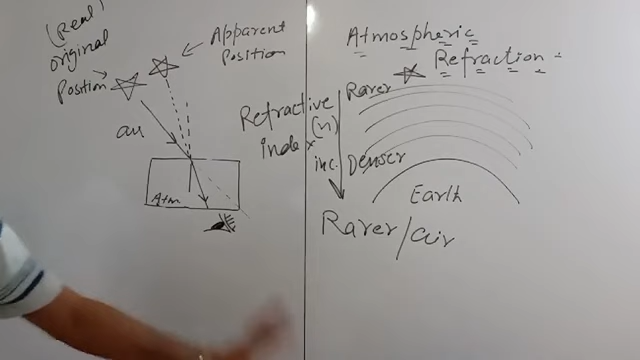 (Real)
original
Position
Apparent
Position
air
Atm
Atmospheric
Refraction :-
Refractive
(n)
index
inc.
Rarer
Denser
Earth
Rarer/air